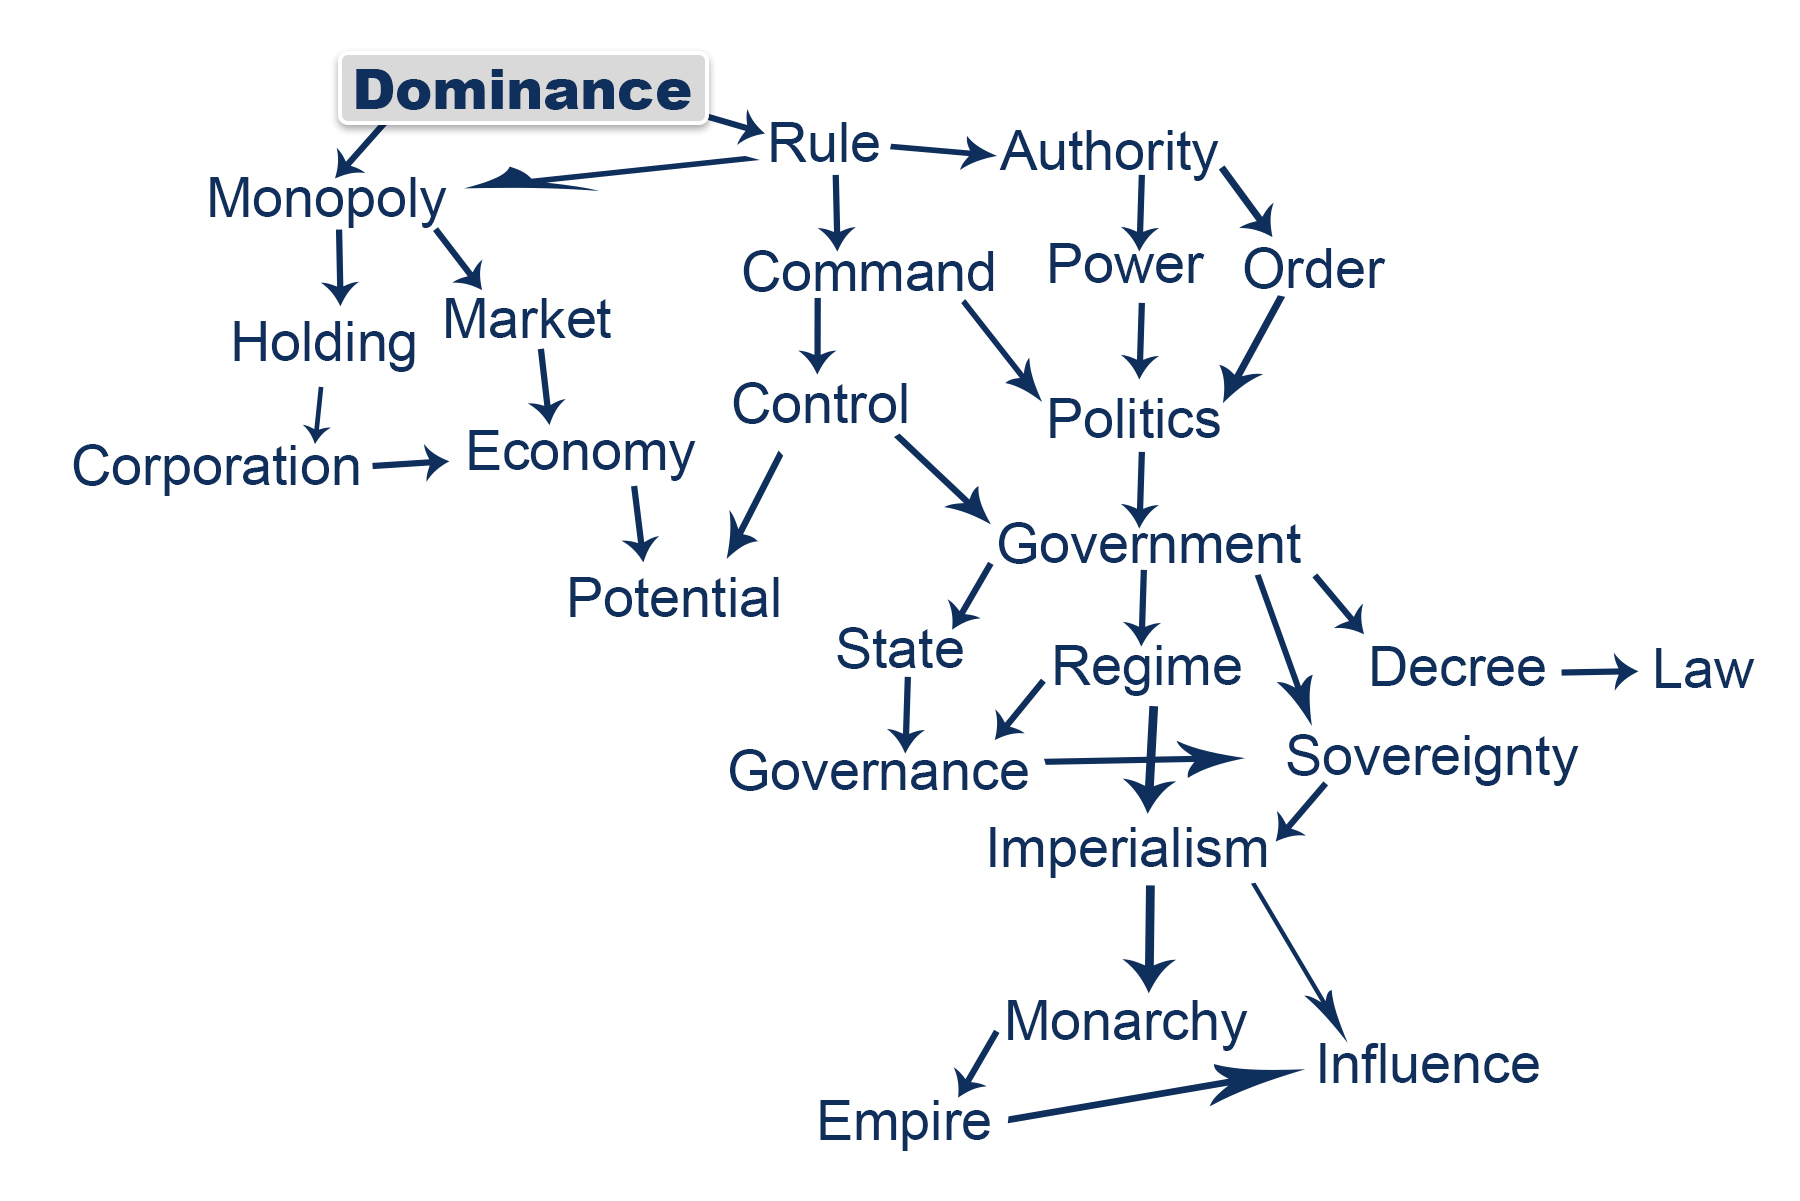 Dominance
Rule
Authority
Monopoly
Command
Power
Order
Holding
Market
Control
Politics
Corporation
Economy
Government
Potential
State
Regime
Decree
Law
Governance
Sovereignty
Imperialism
Monarchy
Influence
Empire